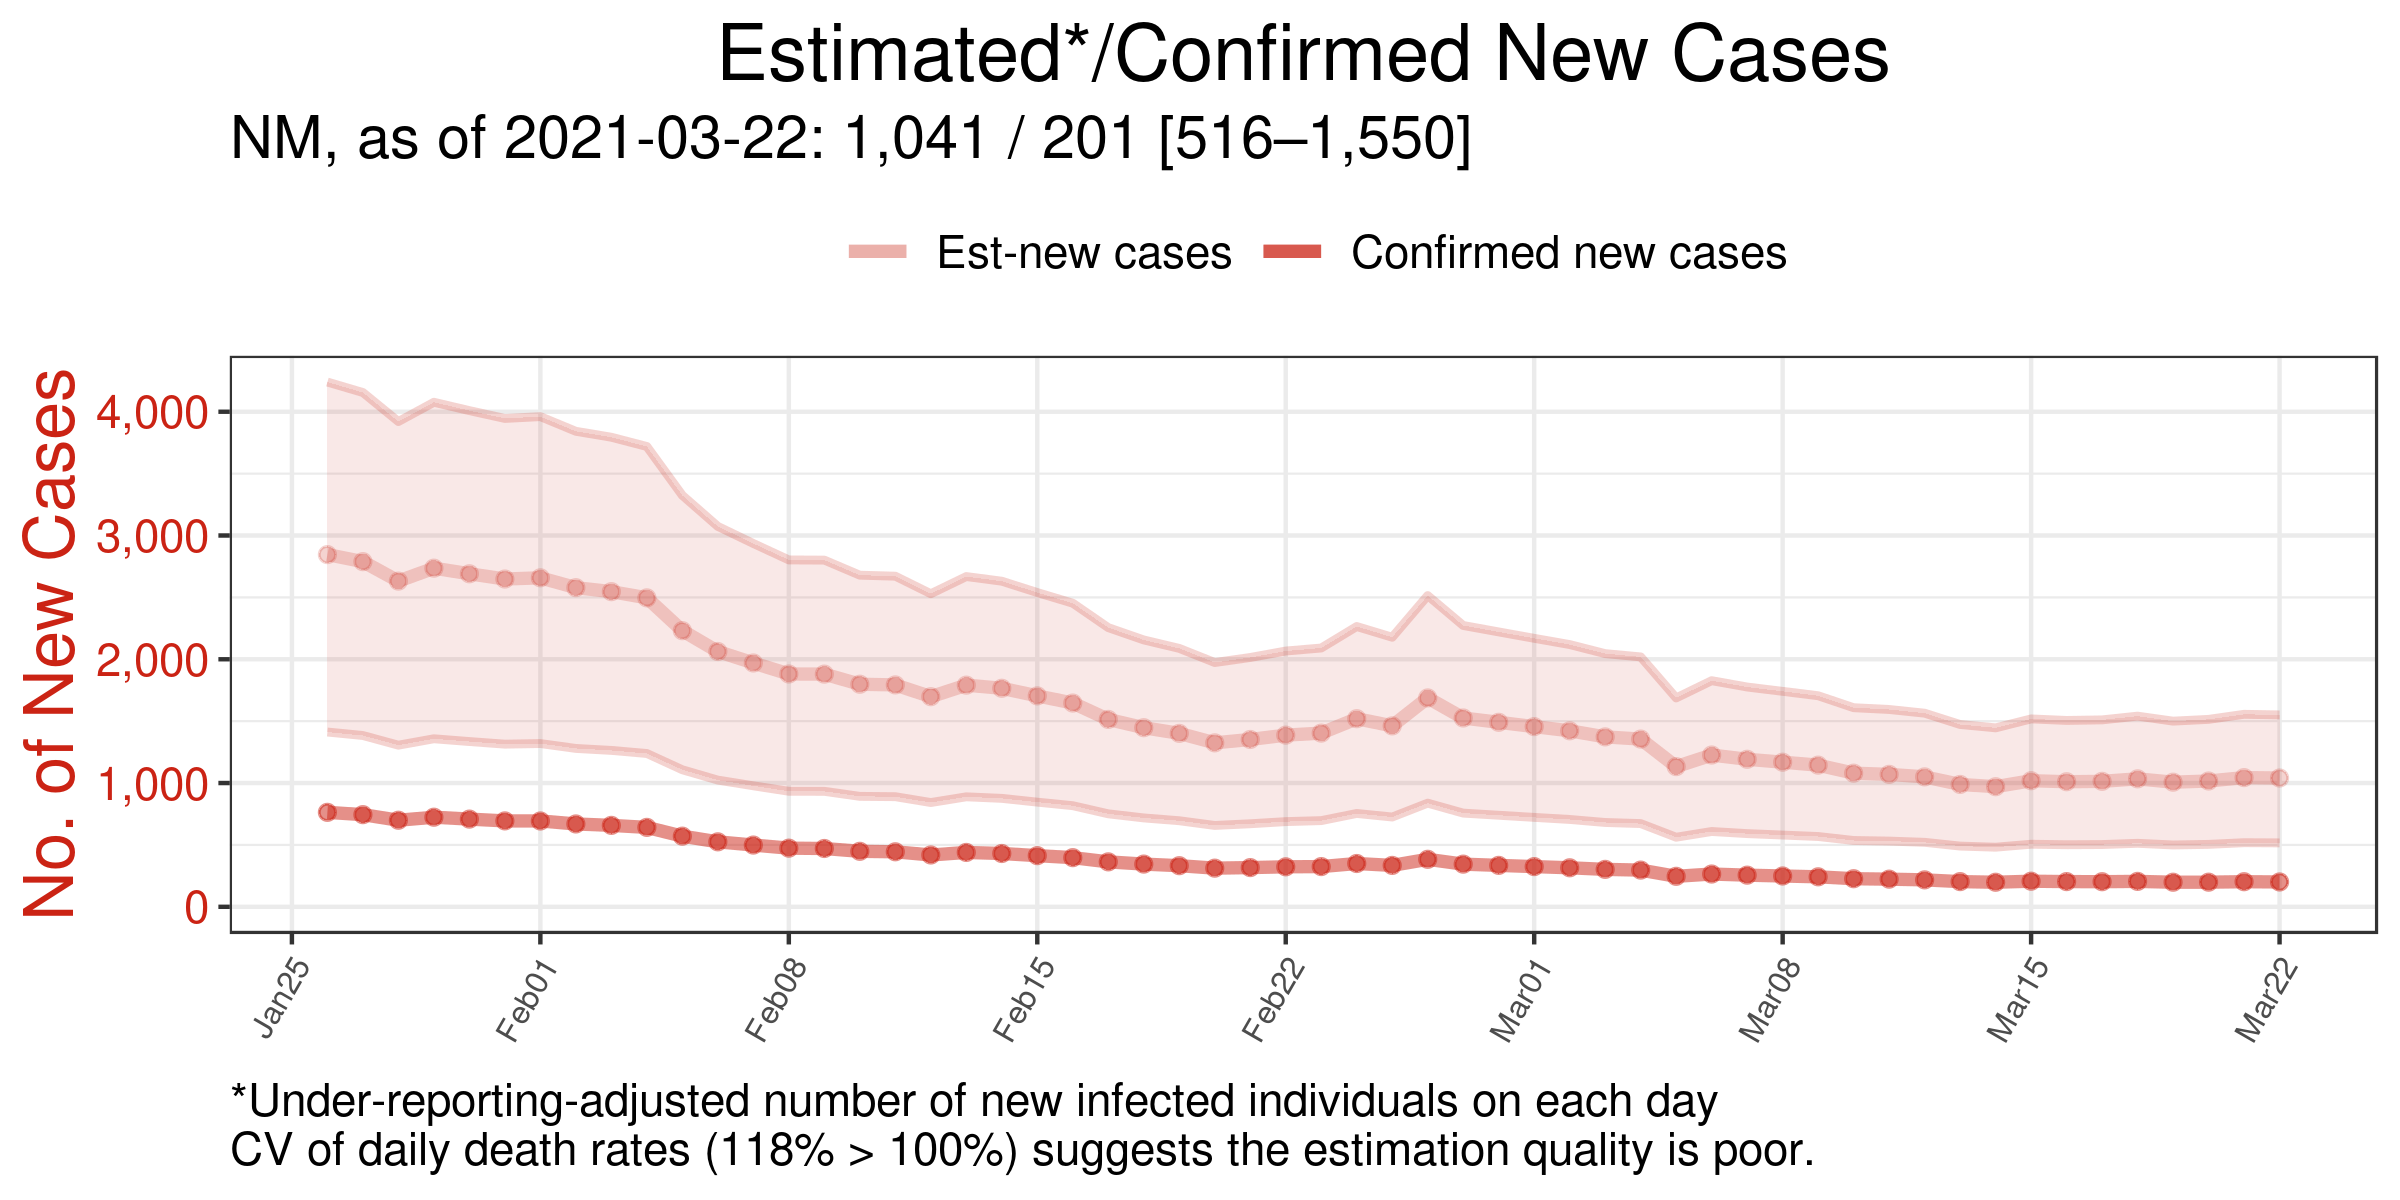 Estimated*/Confirmed New Cases
NM, as of 2021-03-22: 1,041 / 201 [516–1,550]
Est-new cases Confirmed new cases
No. of New Cases
4,000
3,000
2,000
1,000
0
Jan25 Feb01 Feb08 Feb15 Feb22 Mar01 Mar08 Mar15 Mar22
*Under-reporting-adjusted number of new infected individuals on each day
CV of daily death rates (118% > 100%) suggests the estimation quality is poor.